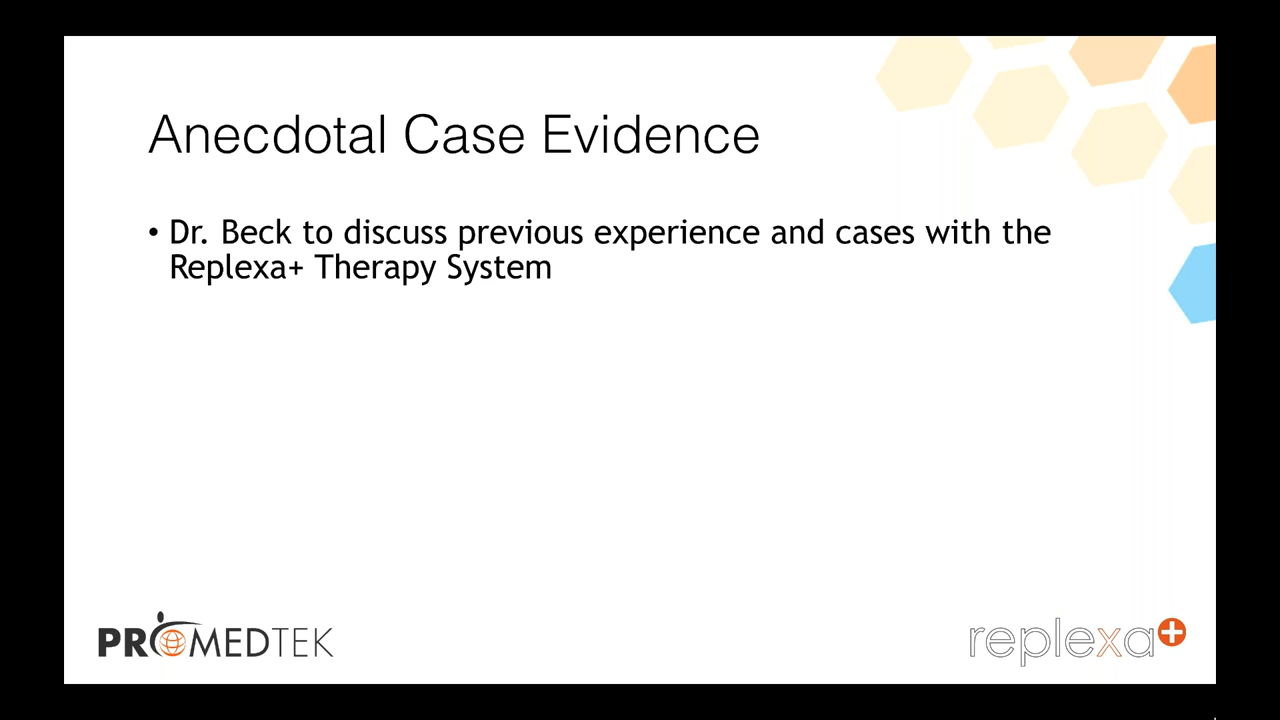 Anecdotal Case Evidence
• Dr. Beck to discuss previous experience and cases with the
Replexa+ Therapy System
PROMEDTEK
replexa+